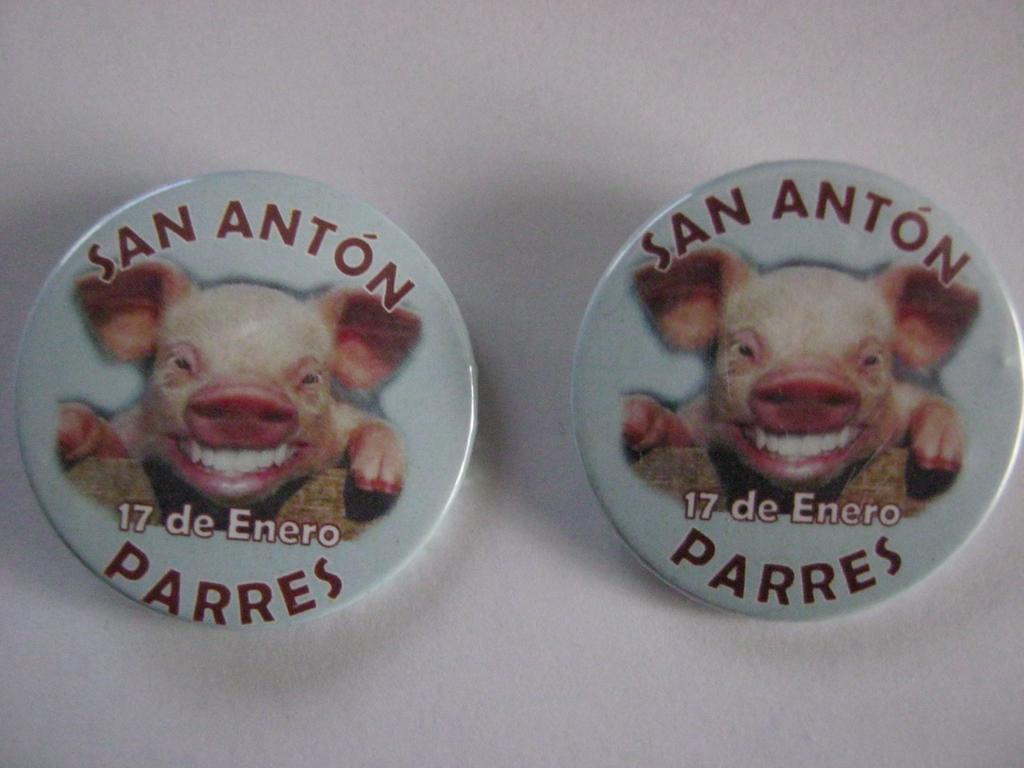 SAN ANTÓN
17 de Enero
PARRES
SAN ANTÓN
17 de Enero
PARRES